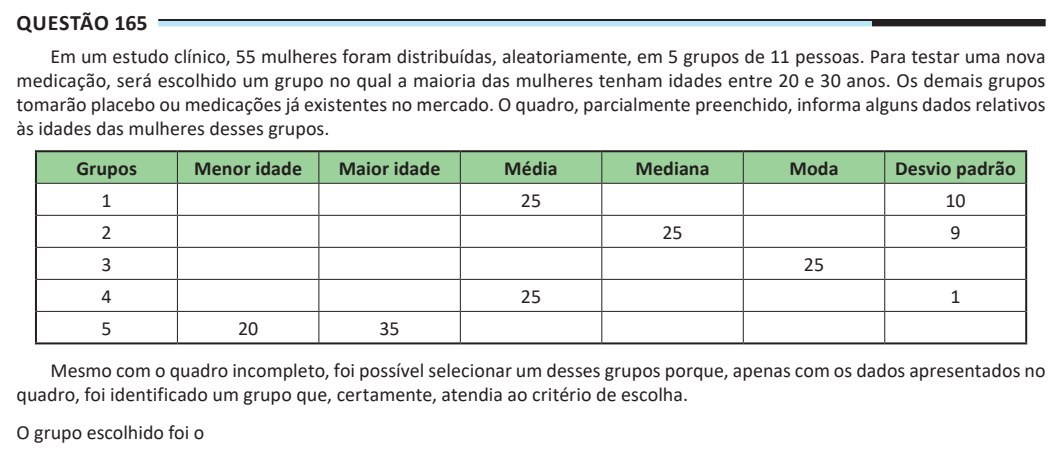 QUESTÃO 165
Em um estudo clínico, 55 mulheres foram distribuídas, aleatoriamente, em 5 grupos de 11 pessoas. Para testar uma nova
medicação, será escolhido um grupo no qual a maioria das mulheres tenham idades entre 20 e 30 anos. Os demais grupos
tomarão placebo ou medicações já existentes no mercado. O quadro, parcialmente preenchido, informa alguns dados relativos
às idades das mulheres desses grupos.
Grupos Menor idade Maior idade Média Mediana Moda Desvio padrão
1 25 10
2 25 9
3 25
4 25 1
5 20 35
Mesmo com o quadro incompleto, foi possível selecionar um desses grupos porque, apenas com os dados apresentados no
quadro, foi identificado um grupo que, certamente, atendia ao critério de escolha.
O grupo escolhido foi o